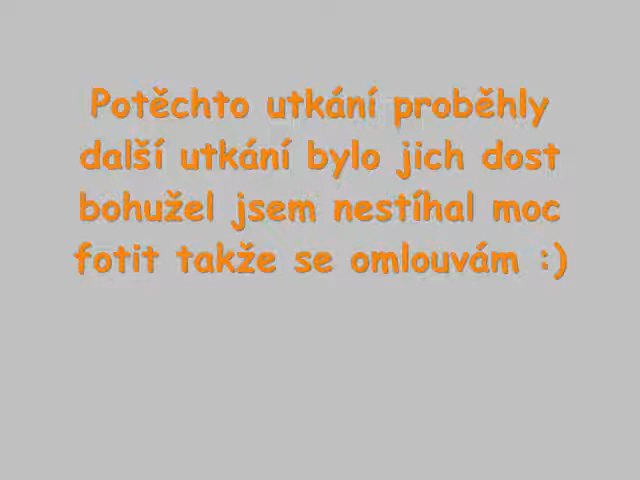 Potěchto utkání proběhly
další utkání bylo jich dost
bohužel jsem nestíhal moc
fotit takže se omlouvám :)